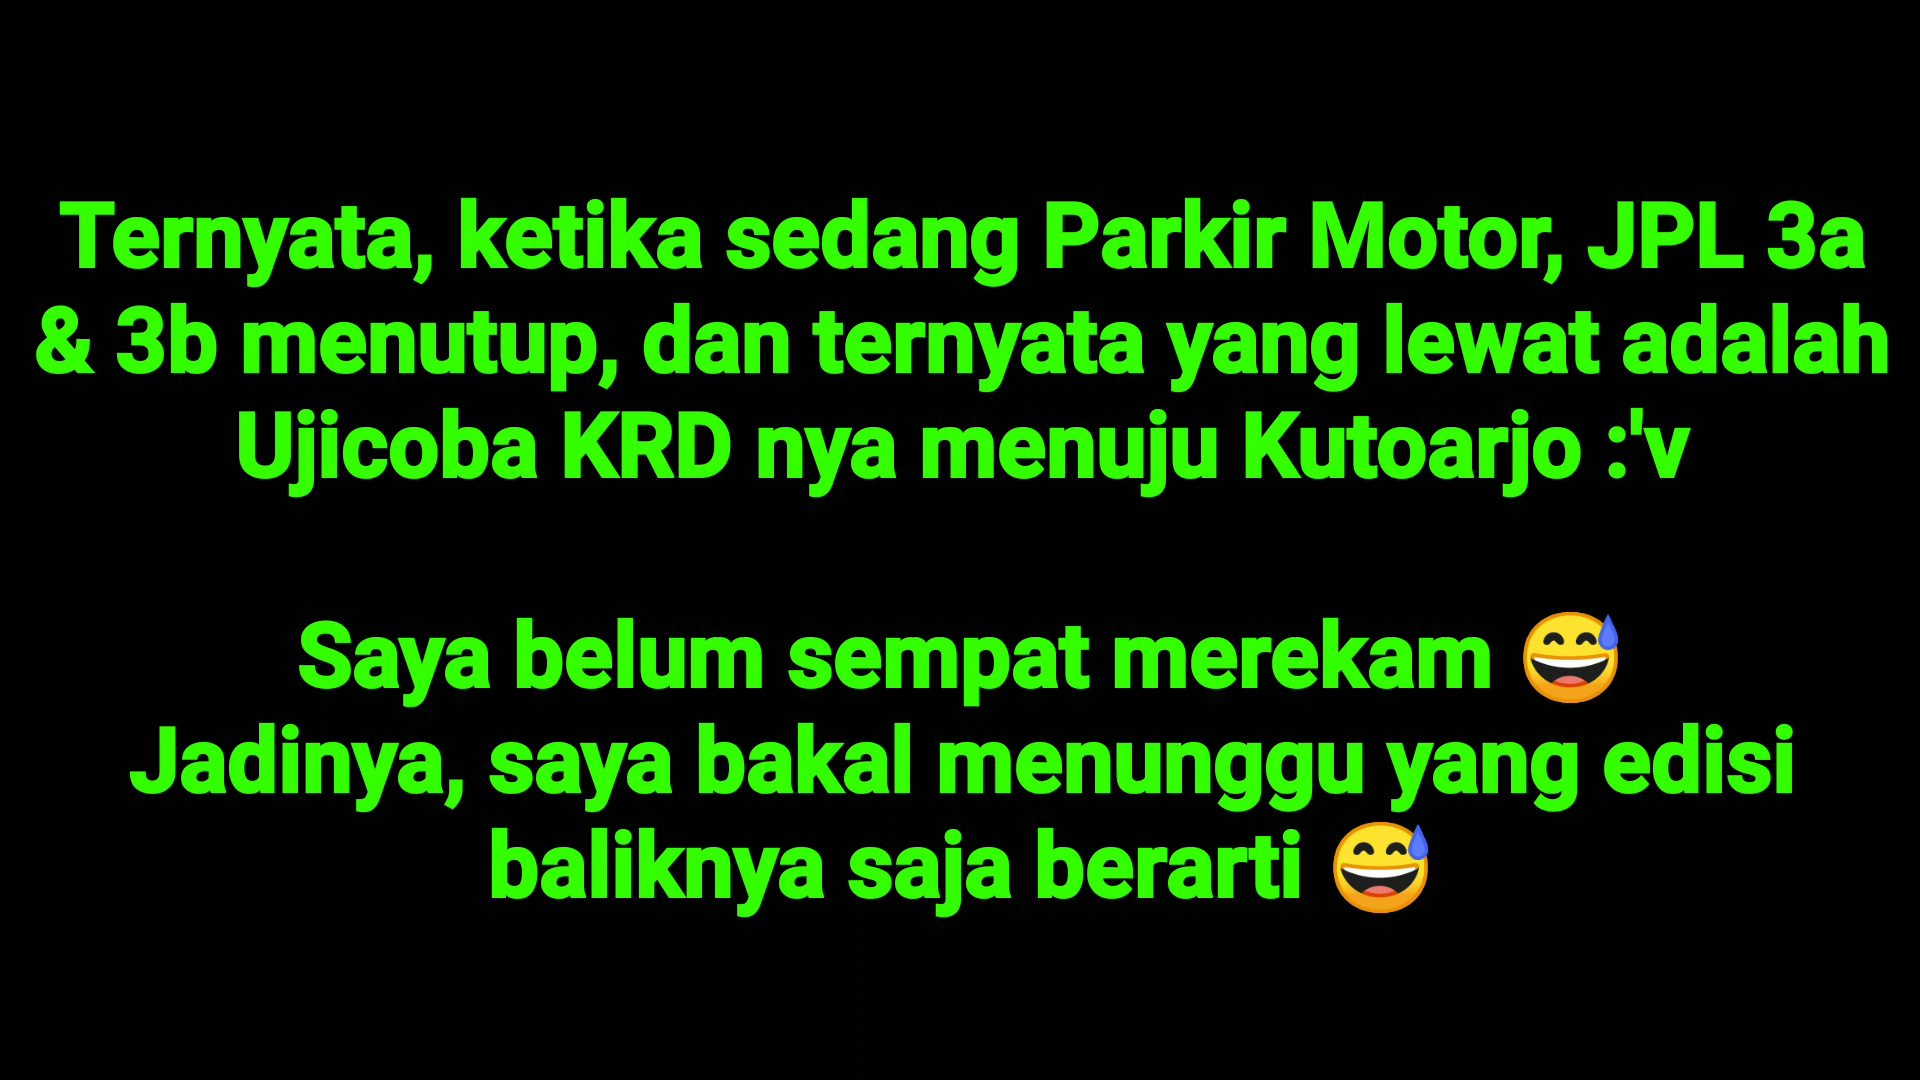 Ternyata, ketika sedang Parkir Motor, JPL 3a
& 3b menutup, dan ternyata yang lewat adalah
Ujicoba KRD nya menuju Kutoarjo :'v
Saya belum sempat merekam 😅
Jadinya, saya bakal menunggu yang edisi
baliknya saja berarti 😅